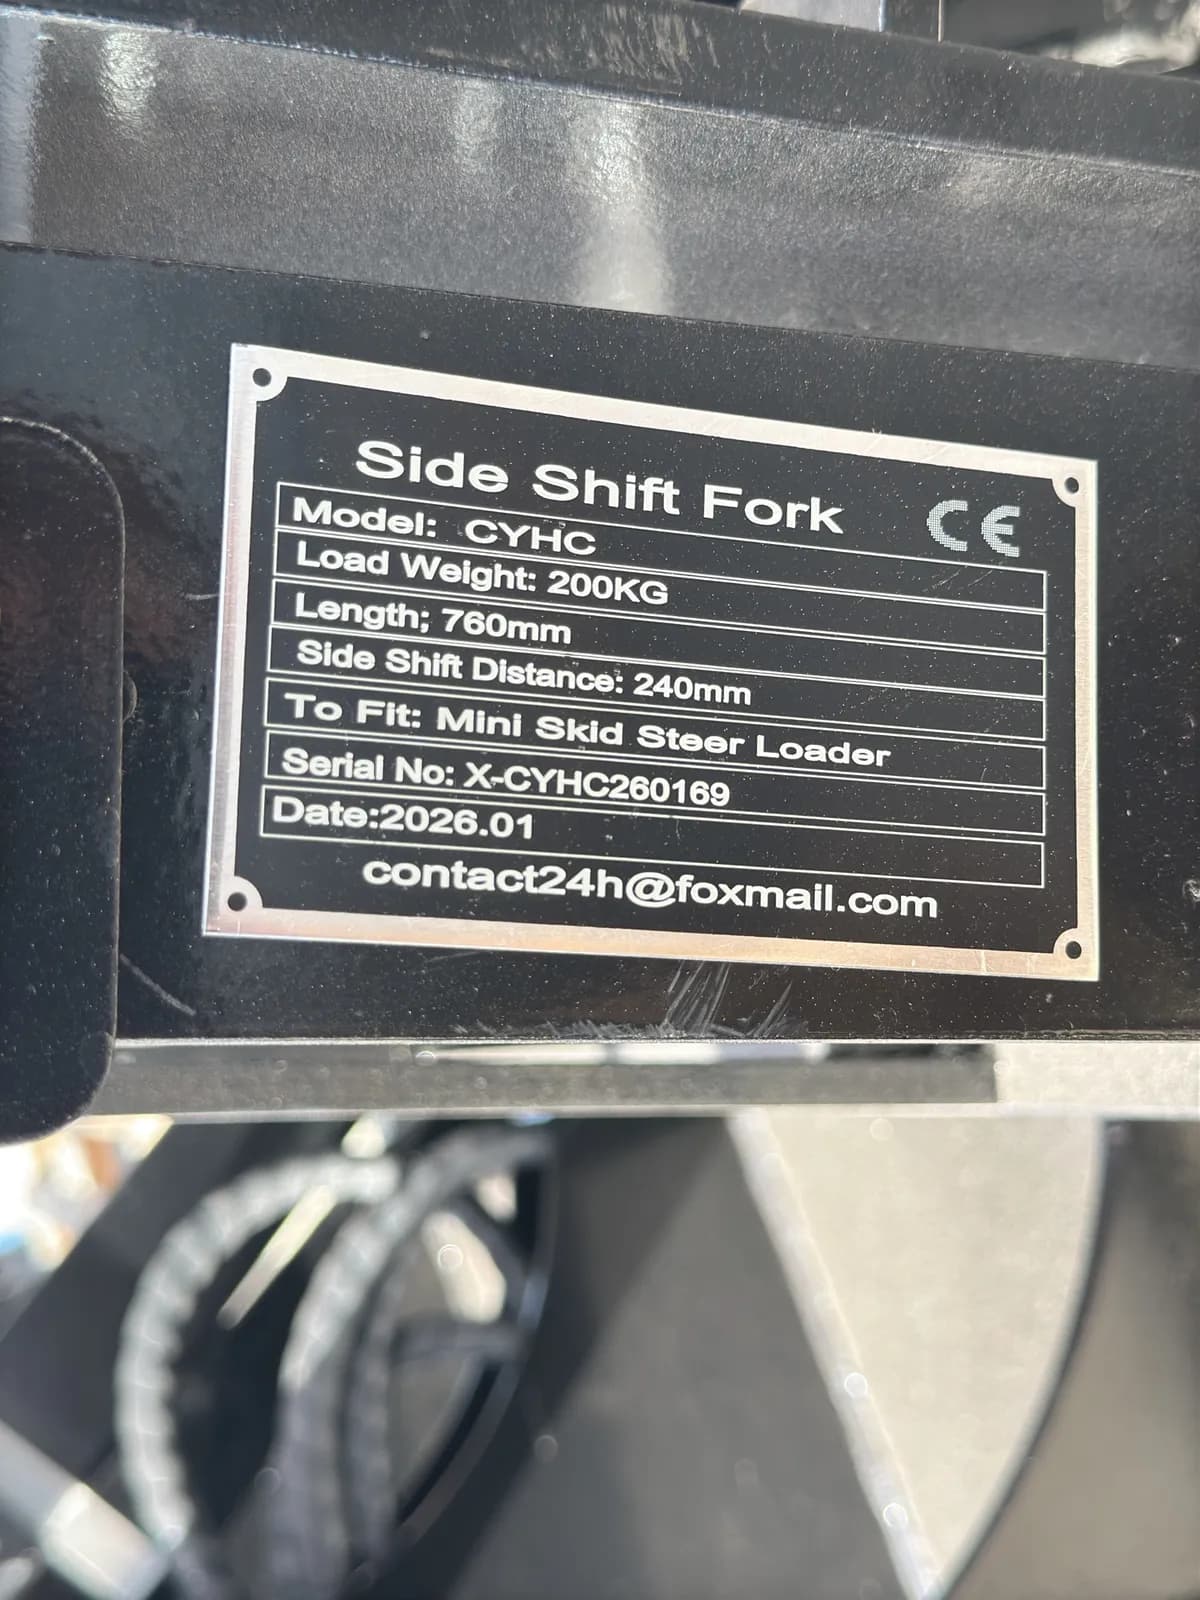 Side Shift Fork CE
Model: CYHC
Load Weight: 200KG
Length; 760mm
Side Shift Distance: 240mm
To Fit: Mini Skid Steer Loader
Serial No: X-CYHC260169
Date:2026.01
contact24h@foxmail.com